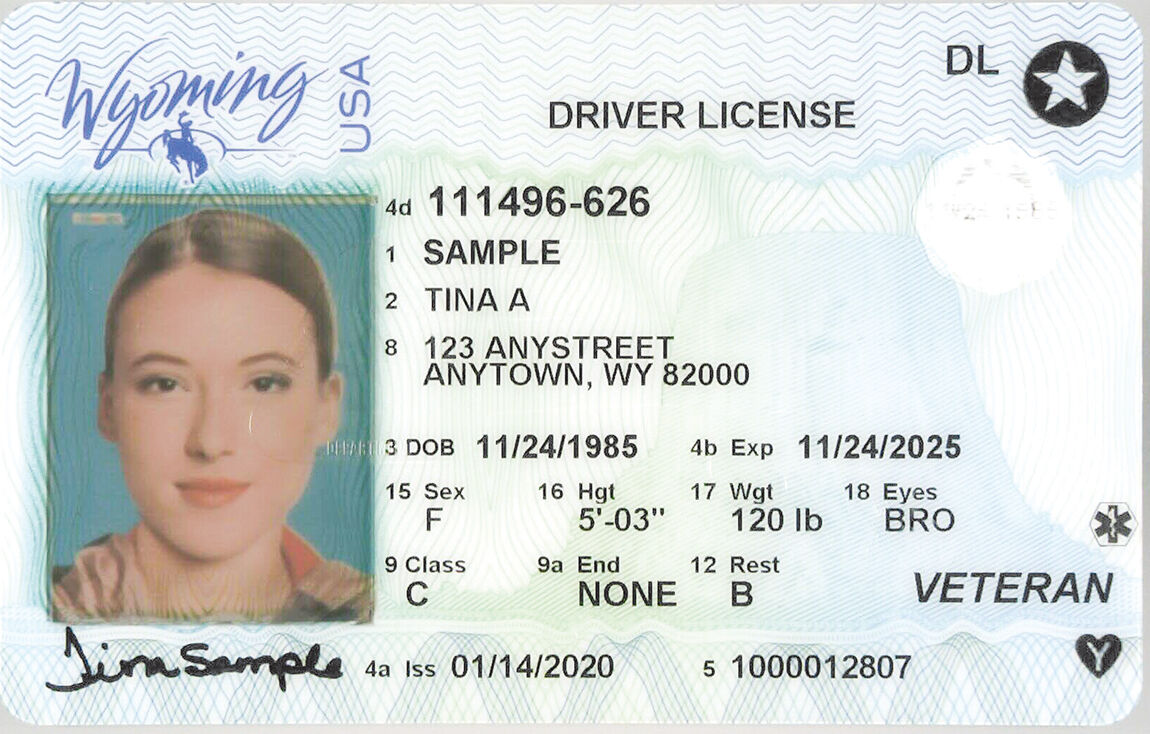 Wyoming USA
DL
DRIVER LICENSE
4d 111496-626
1 SAMPLE
2 TINA A
8 123 ANYSTREET
ANYTOWN, WY 82000
3 DOB 11/24/1985 4b Exp 11/24/2025
15 Sex 16 Hgt 17 Wgt 18 Eyes
F 5'-03" 120 lb BRO
9 Class 9a End 12 Rest
C NONE B
VETERAN
Tina Sample 4a Iss 01/14/2020 5 1000012807
Y